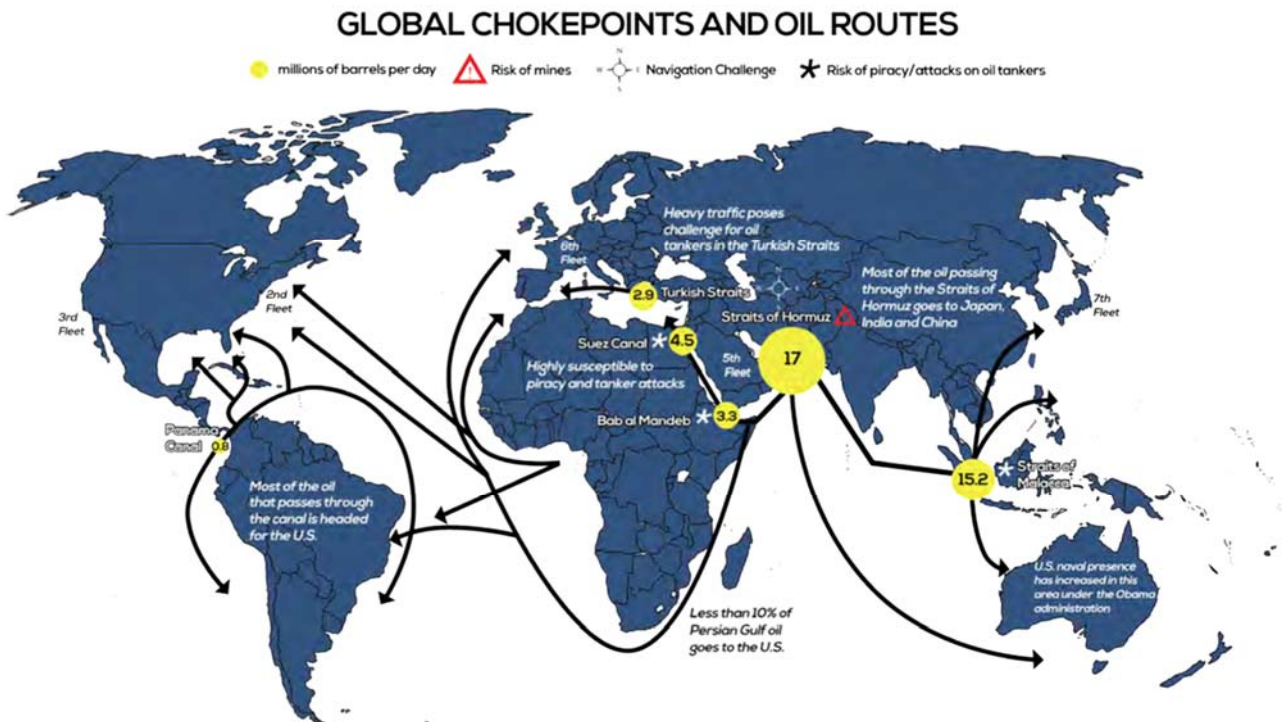 GLOBAL CHOKEPOINTS AND OIL ROUTES
millions of barrels per day
Risk of mines
N
W
E
S
Navigation Challenge
Risk of piracy/attacks on oil tankers
Heavy traffic poses
challenge for oil
tankers in the Turkish Straits
6th
Fleet
N
Most of the oil passing
through the Straits of
Hormuz goes to Japan,
India and China
7th
Fleet
2nd
Fleet
3rd
Fleet
2.9
Turkish Straits
Straits of Hormuz
Suez Canal
4.5
17
5th
Fleet
Highly susceptible to
piracy and tanker attacks
Bab al Mandeb
3.3
Panama
Canal
0.8
15.2
Straits of
Malacca
Most of the oil
that passes through
the canal is headed
for the U.S.
U.S. naval presence
has increased in this
area under the Obama
administration
Less than 10% of
Persian Gulf oil
goes to the U.S.